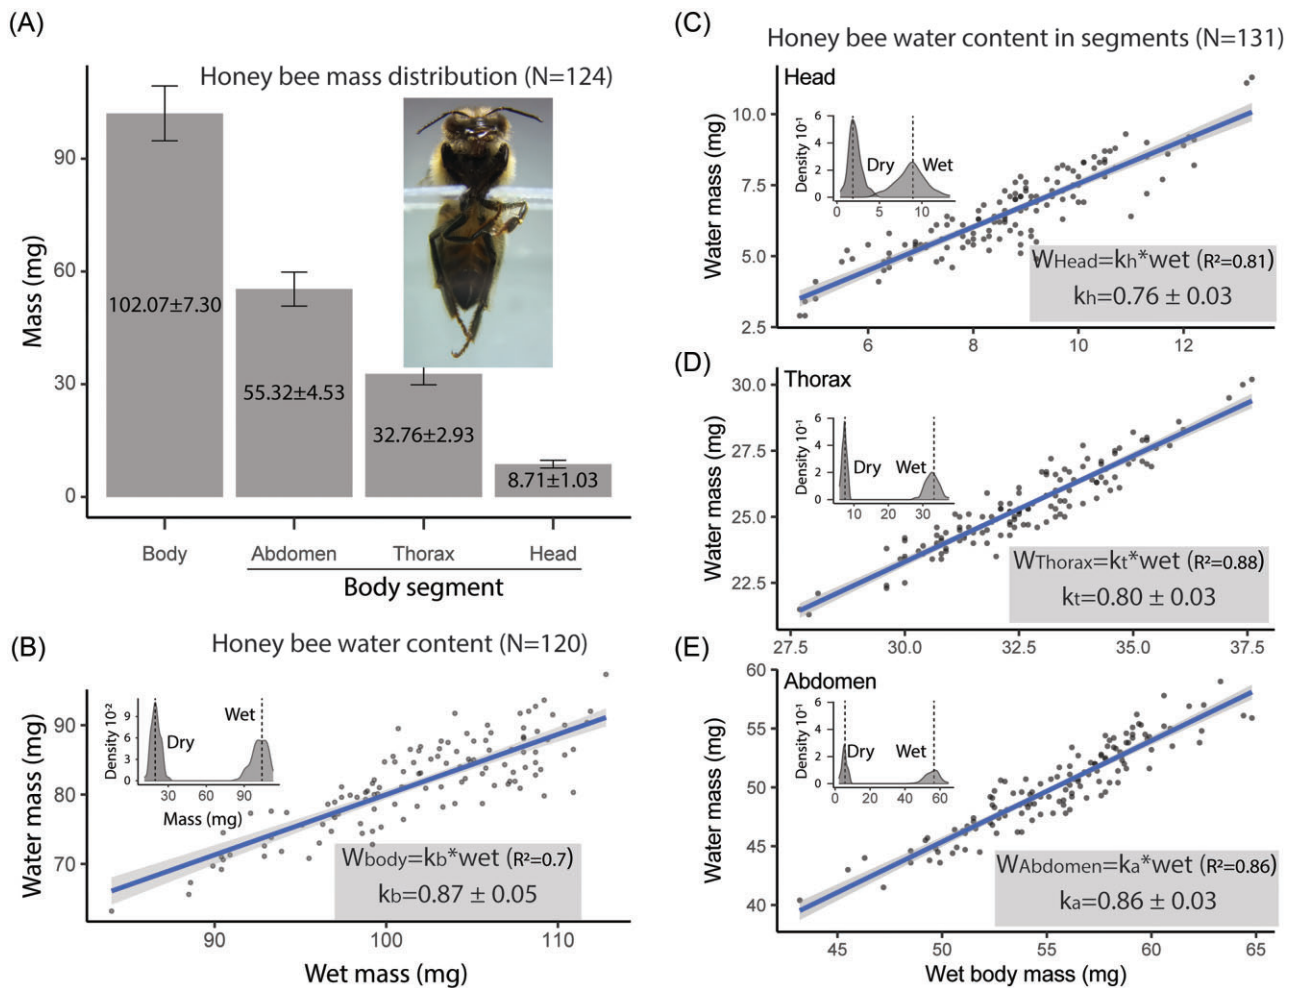 (A)
Honey bee mass distribution (N=124)
Mass (mg)
90
60
30
0
102.07±7.30
55.32±4.53
32.76±2.93
8.71±1.03
Body
Abdomen
Thorax
Head
Body segment
(B)
Honey bee water content (N=120)
Water mass (mg)
90
80
70
Density 10-2
9
6
3
0
Dry
Wet
30
60
90
Mass (mg)
Wbody=kb*wet (R²=0.7)
kb=0.87 ± 0.05
90
100
110
Wet mass (mg)
(C)
Honey bee water content in segments (N=131)
Head
Water mass (mg)
10.0
7.5
5.0
2.5
Density 10-1
6
4
2
0
Dry
Wet
0
5
10
WHead=kh*wet (R²=0.81)
kh=0.76 ± 0.03
6
8
10
12
(D)
Thorax
Water mass (mg)
30.0
27.5
25.0
22.5
Density 10-1
6
4
2
0
Dry
Wet
10
30
WThorax=kt*wet (R²=0.88)
kt=0.80 ± 0.03
27.5
30.0
32.5
35.0
37.5
(E)
Abdomen
Water mass (mg)
60
55
50
45
40
Density 10-1
6
4
2
0
Dry
Wet
0
20
40
60
WAbdomen=ka*wet (R²=0.86)
ka=0.86 ± 0.03
45
50
55
60
65
Wet body mass (mg)